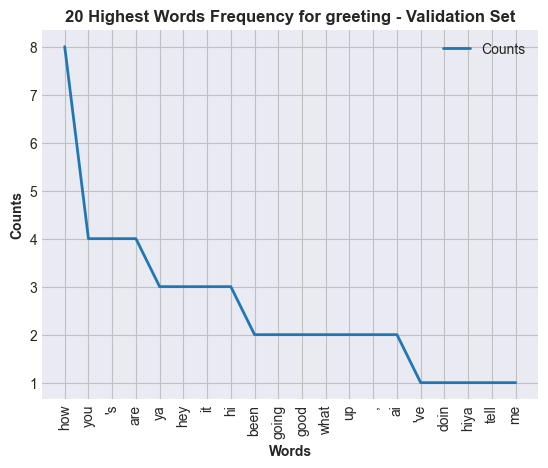 20 Highest Words Frequency for greeting - Validation Set
Counts
8
7
6
5
4
3
2
1
Counts
how
you
's
are
ya
hey
it
hi
been
going
good
what
up
,
ai
've
doin
hiya
tell
me
Words